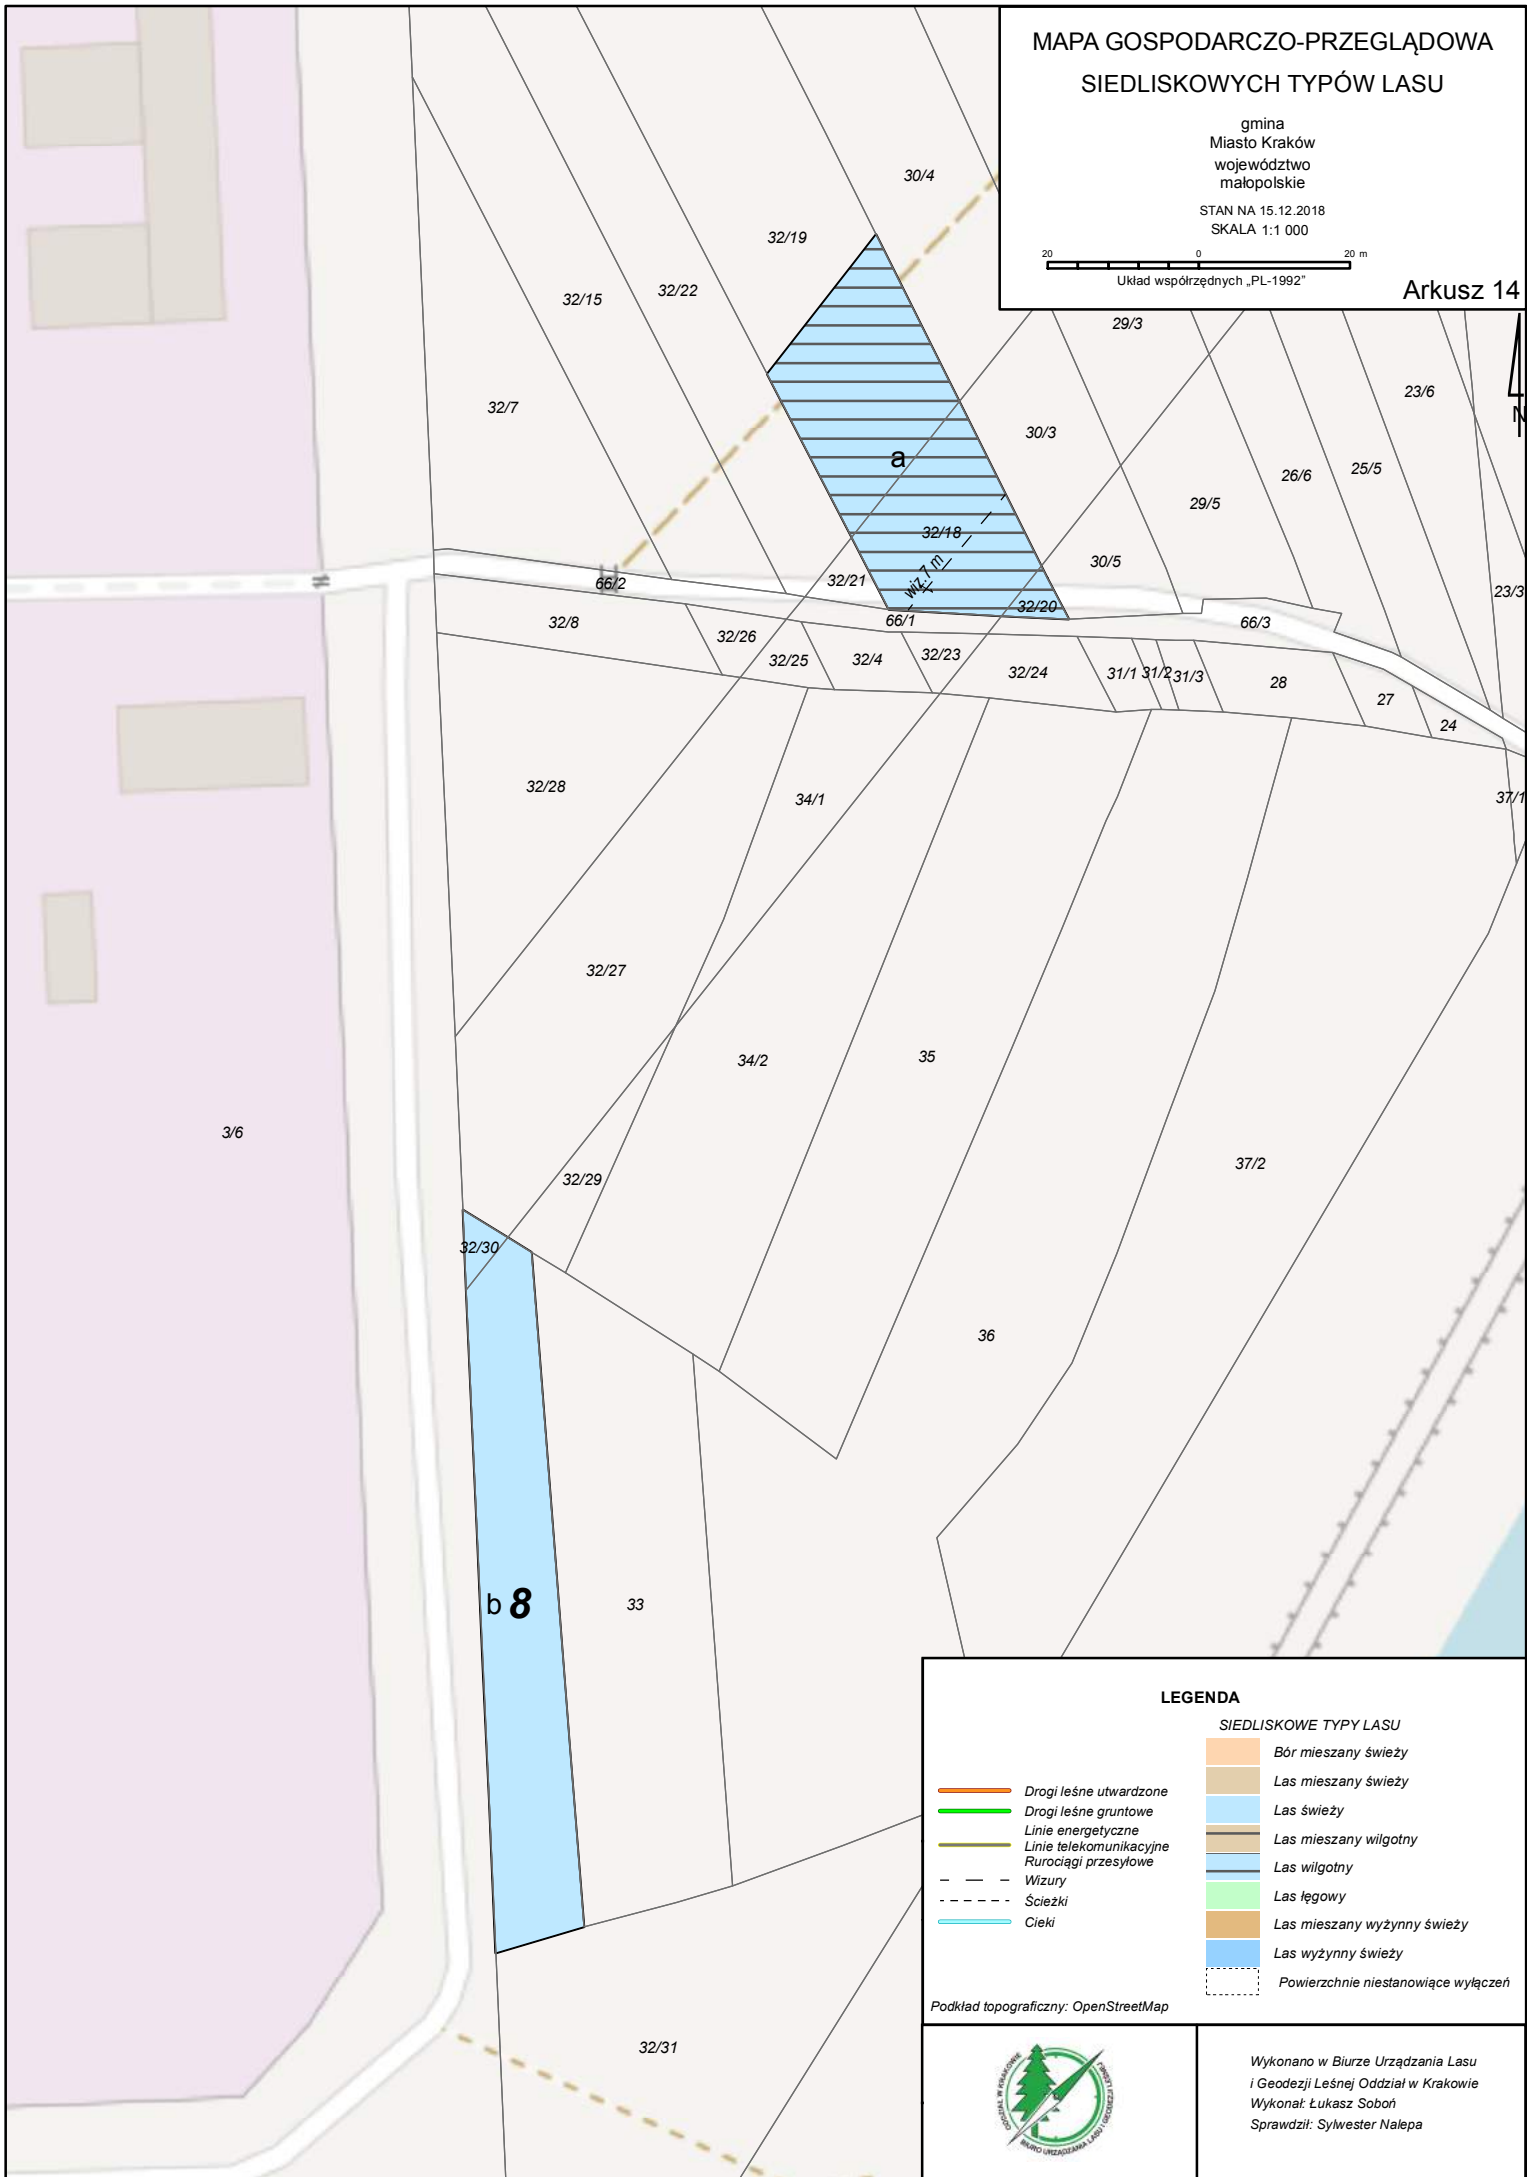 MAPA GOSPODARCZO-PRZEGLĄDOWA
SIEDLISKOWYCH TYPÓW LASU
gmina
Miasto Kraków
województwo
małopolskie
STAN NA 15.12.2018
SKALA 1:1 000
20 0 20 m
Układ współrzędnych „PL-1992”
Arkusz 14
N
30/4
32/19
32/22
32/15
29/3
32/7
23/6
30/3
a
26/6
25/5
29/5
32/18
30/5
wiz.7 m
66/2
32/21
32/20
23/3
66/1
66/3
32/8
32/26
32/25
32/4
32/23
32/24
31/1
31/2
31/3
28
27
24
32/28
34/1
37/1
32/27
34/2
35
3/6
37/2
32/29
32/30
36
b 8
33
32/31
LEGENDA
SIEDLISKOWE TYPY LASU
Bór mieszany świeży
Las mieszany świeży
Las świeży
Las mieszany wilgotny
Las wilgotny
Las łęgowy
Las mieszany wyżynny świeży
Las wyżynny świeży
Powierzchnie niestanowiące wyłączeń
Drogi leśne utwardzone
Drogi leśne gruntowe
Linie energetyczne
Linie telekomunikacyjne
Rurociągi przesyłowe
Wizury
Ścieżki
Cieki
Podkład topograficzny: OpenStreetMap
ODDZIAŁ W KRAKOWIE
BIURO URZĄDZANIA LASU I GEODEZJI LEŚNEJ
Wykonano w Biurze Urządzania Lasu
i Geodezji Leśnej Oddział w Krakowie
Wykonał: Łukasz Soboń
Sprawdził: Sylwester Nalepa